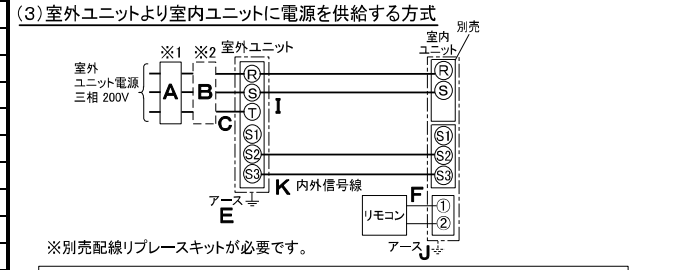 (3)室外ユニットより室内ユニットに電源を供給する方式
※1
※2
室外ユニット
室内
ユニット
別売
室外
ユニット電源
三相 200V
A
B
C
I
R
S
T
S1
S2
S3
R
S
S1
S2
S3
K 内外信号線
F
アース
E
リモコン
①
②
アース
J
※別売配線リプレースキットが必要です。